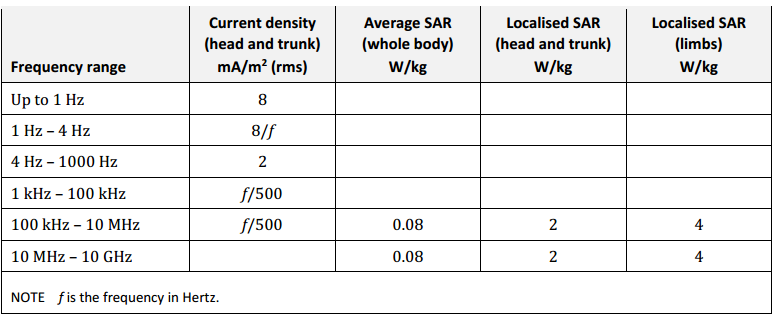 Frequency range Current density (head and trunk) mA/m² (rms) Average SAR (whole body) W/kg Localised SAR (head and trunk) W/kg Localised SAR (limbs) W/kg
Up to 1 Hz 8
1 Hz – 4 Hz 8/f
4 Hz – 1000 Hz 2
1 kHz – 100 kHz f/500
100 kHz – 10 MHz f/500 0.08 2 4
10 MHz – 10 GHz 0.08 2 4
NOTE f is the frequency in Hertz.